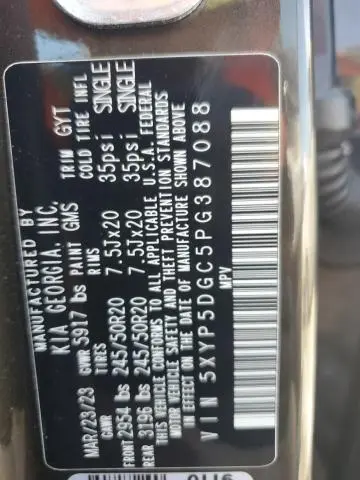 MANUFACTURED BY
KIA GEORGIA, INC.
MAR/23/23 GVWR 5917 lbs PAINT GMS TRIM GYT
GAWR TIRES RIMS COLD TIRE INFL
FRONT 2954 lbs 245/50R20 7.5Jx20 35psi SINGLE
REAR 3196 lbs 245/50R20 7.5Jx20 35psi SINGLE
THIS VEHICLE CONFORMS TO ALL APPLICABLE U.S.A. FEDERAL
MOTOR VEHICLE SAFETY AND THEFT PREVENTION STANDARDS
IN EFFECT ON THE DATE OF MANUFACTURE SHOWN ABOVE.
VIN 5XYP5DGC5PG387088
MPV